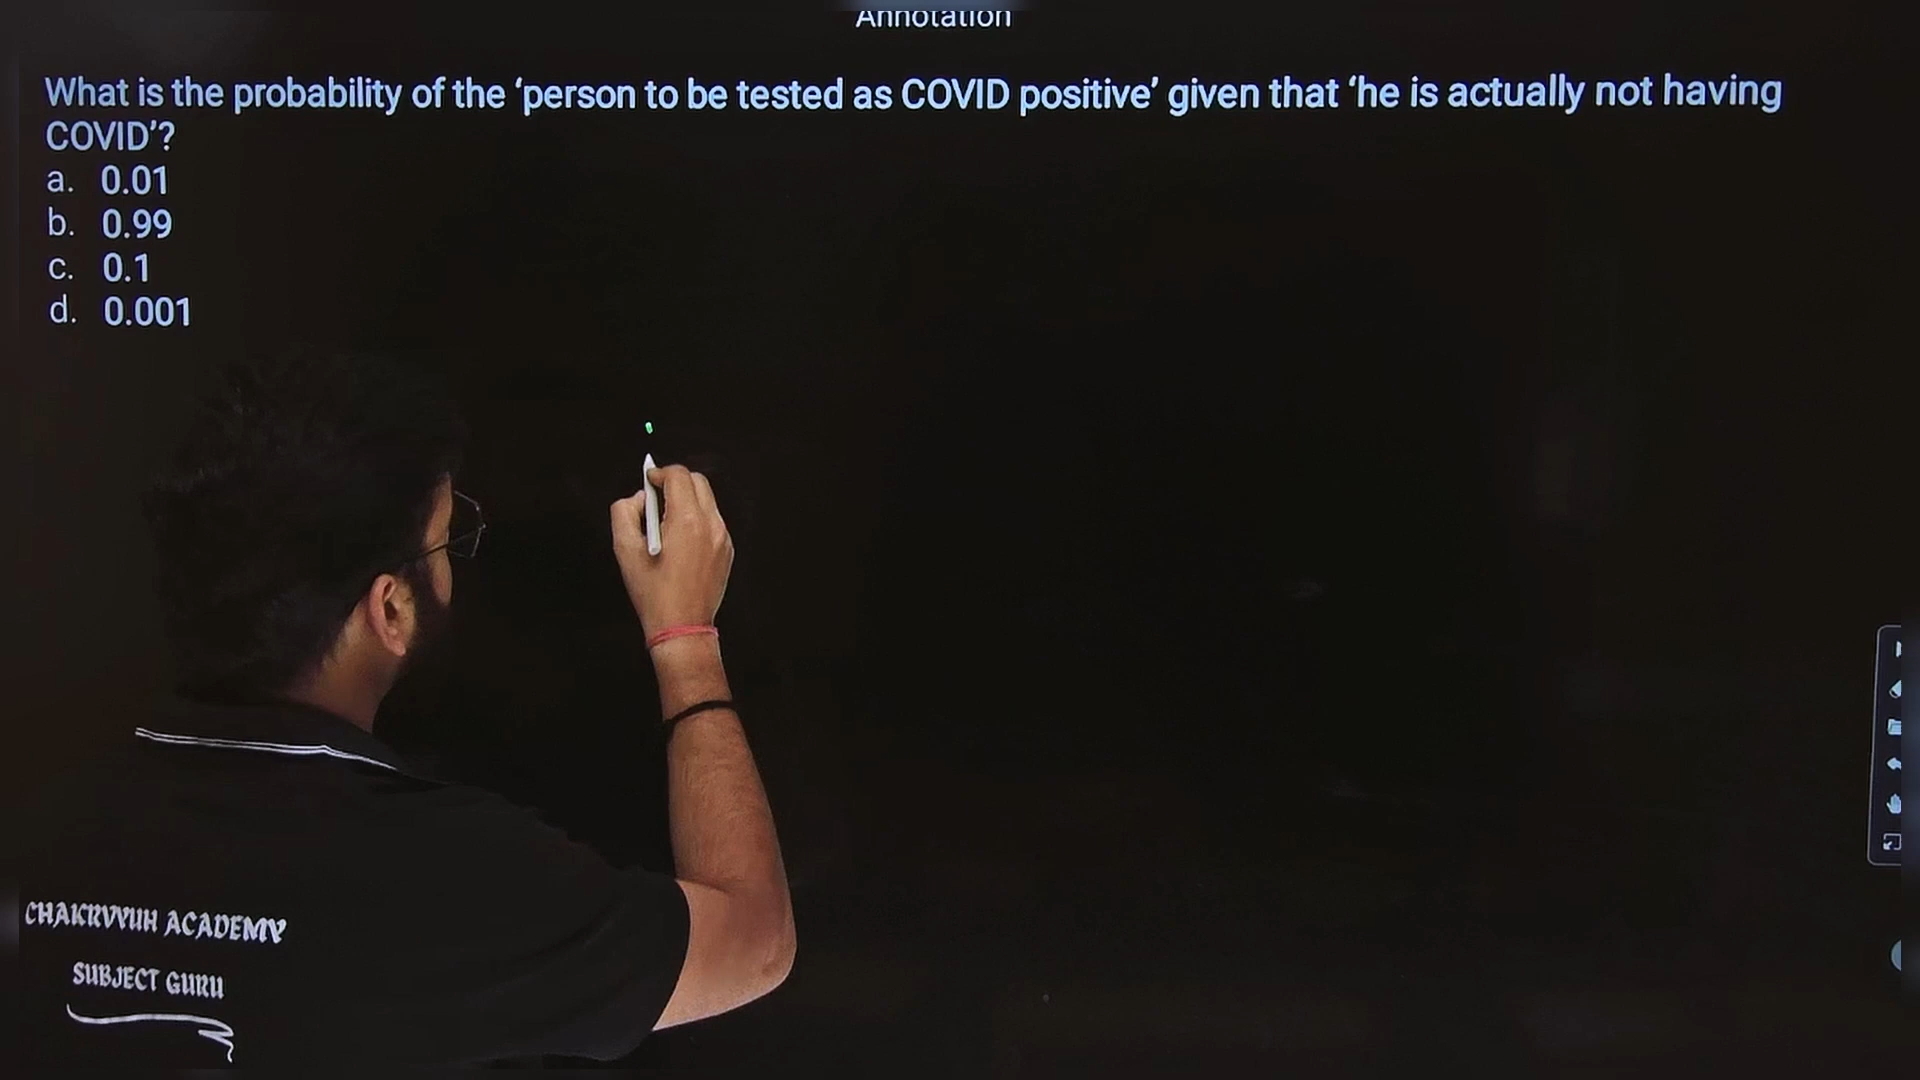 Annotation
What is the probability of the ‘person to be tested as COVID positive’ given that ‘he is actually not having
COVID’?
a. 0.01
b. 0.99
c. 0.1
d. 0.001
CHAKRVYUH ACADEMY
SUBJECT GURU